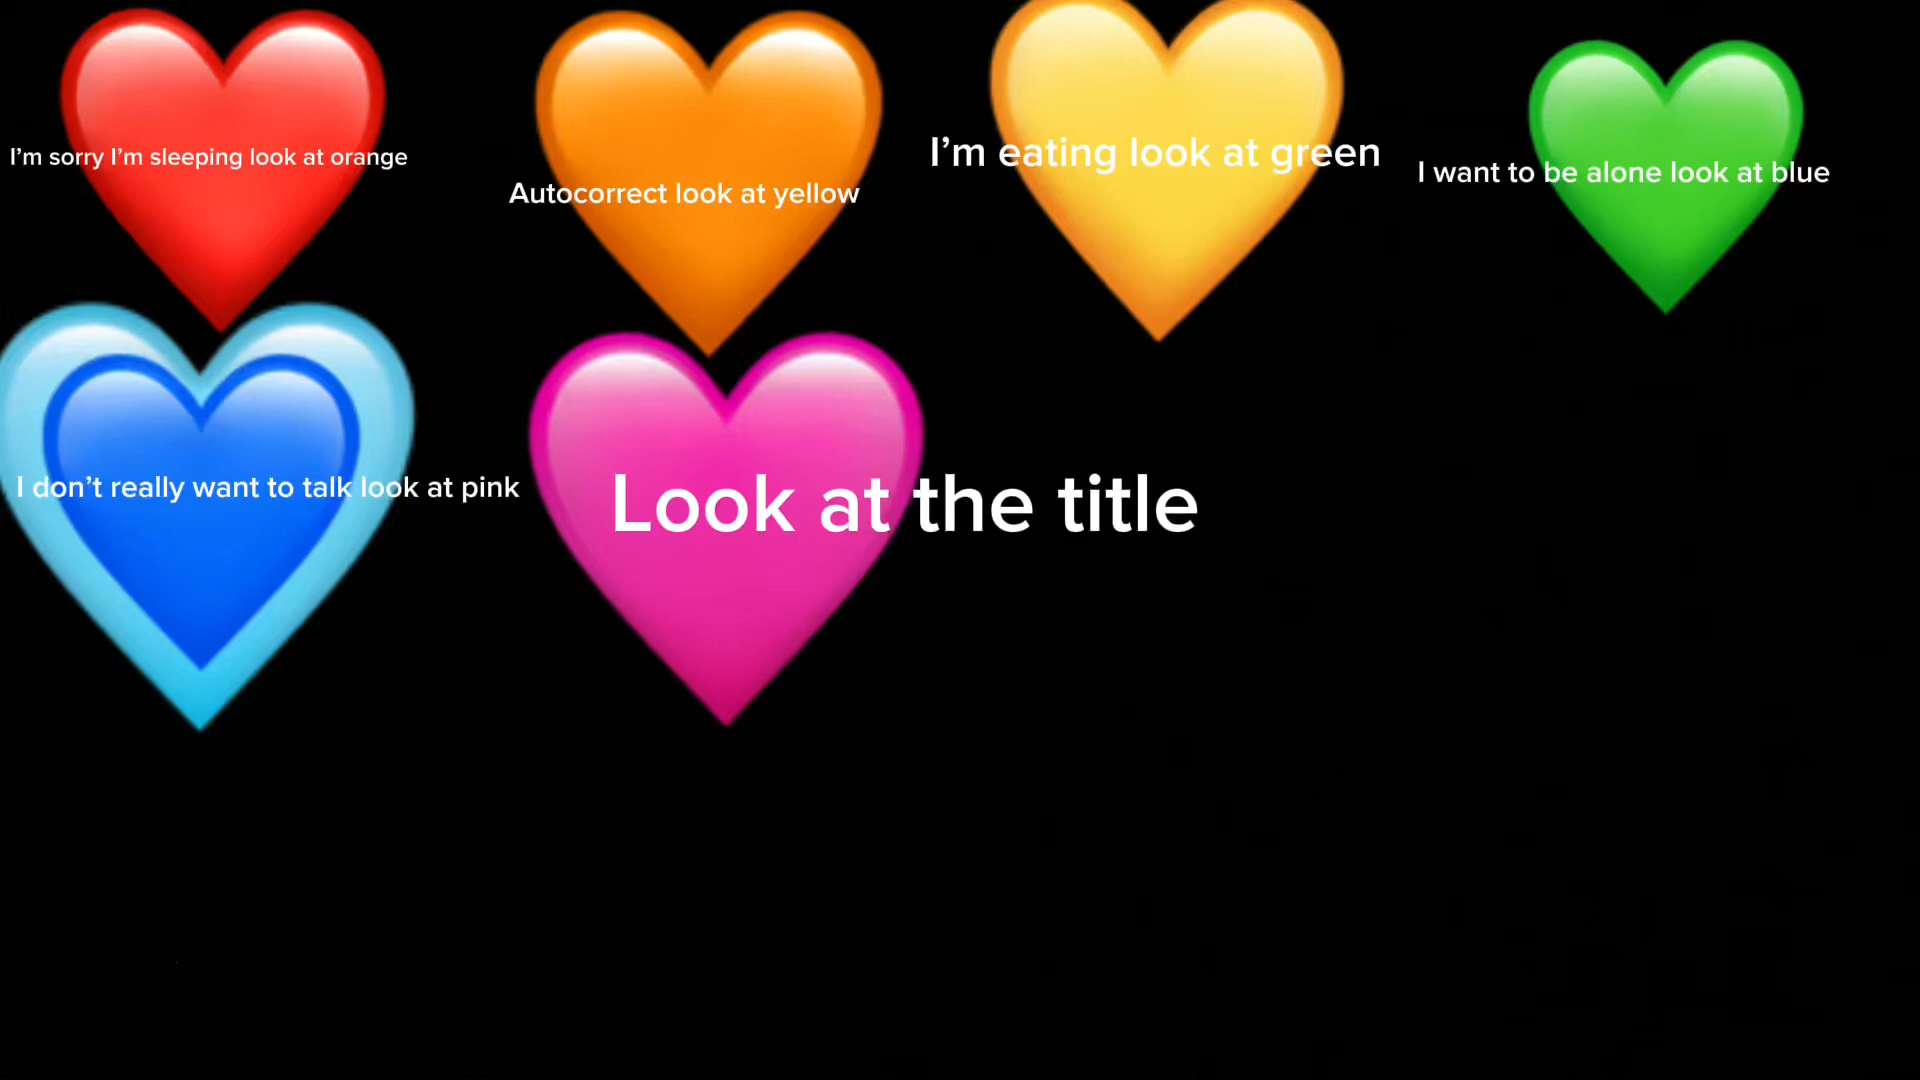 I’m sorry I’m sleeping look at orange
Autocorrect look at yellow
I’m eating look at green
I want to be alone look at blue
I don’t really want to talk look at pink
Look at the title